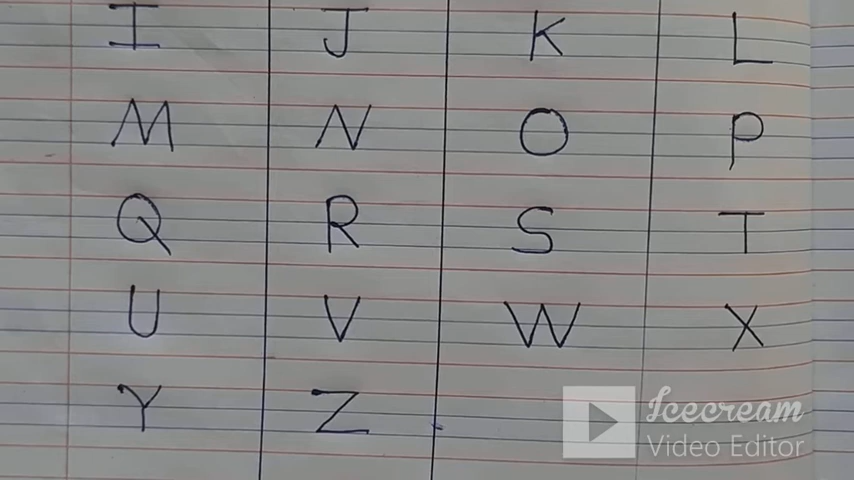 I J K L
M N O P
Q R S T
U V W X
Y Z
Icecream
Video Editor